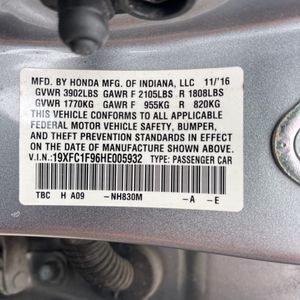 MFD. BY HONDA MFG. OF INDIANA, LLC 11/'16
GVWR 3902LBS GAWR F 2105LBS R 1808LBS
GVWR 1770KG GAWR F 955KG R 820KG
THIS VEHICLE CONFORMS TO ALL APPLICABLE
FEDERAL MOTOR VEHICLE SAFETY, BUMPER,
AND THEFT PREVENTION STANDARDS IN EFFECT
ON THE DATE OF MANUFACTURE SHOWN ABOVE.
V.I.N.: 19XFC1F96HE005932 TYPE: PASSENGER CAR
TBC H A09 -NH830M -A -E